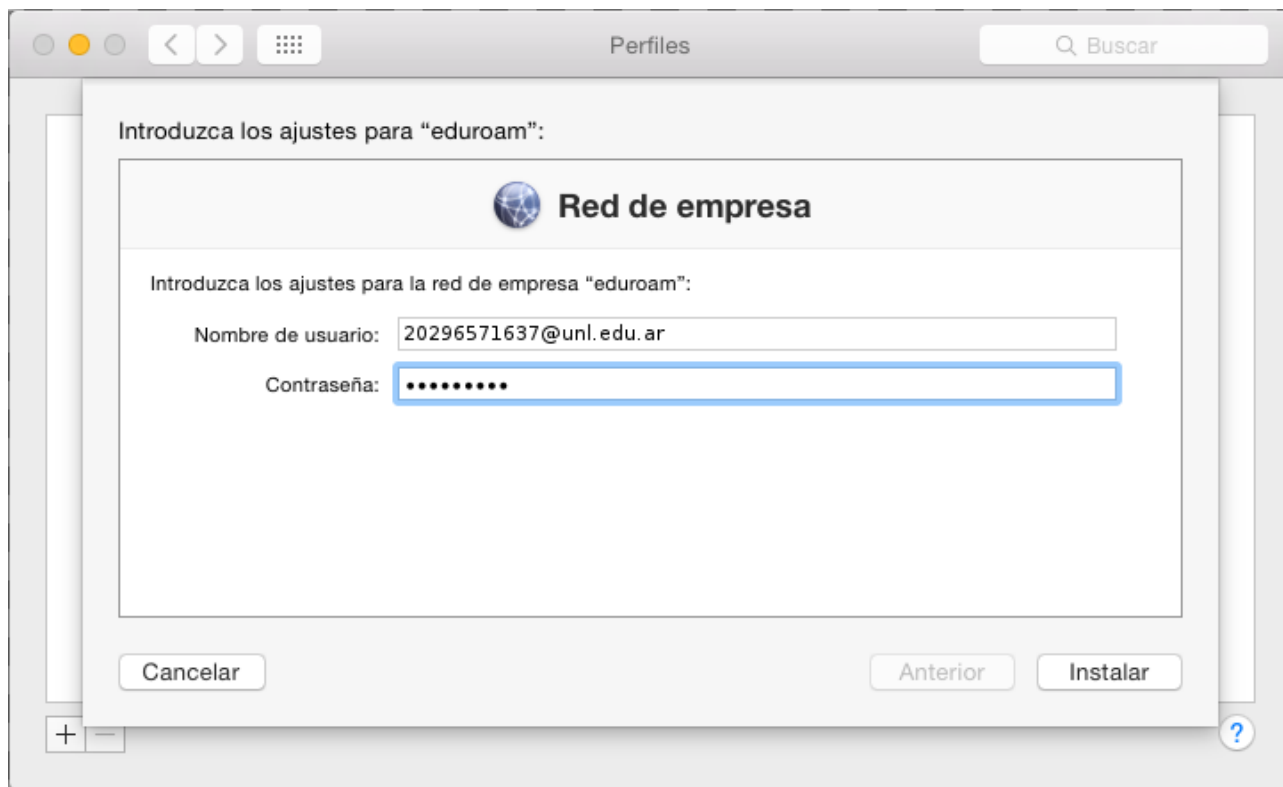 Perfiles
Buscar
Introduzca los ajustes para “eduroam”:
Red de empresa
Introduzca los ajustes para la red de empresa “eduroam”:
Nombre de usuario: 20296571637@unl.edu.ar
Contraseña: •••••••••
Cancelar
Anterior
Instalar
+ −
?